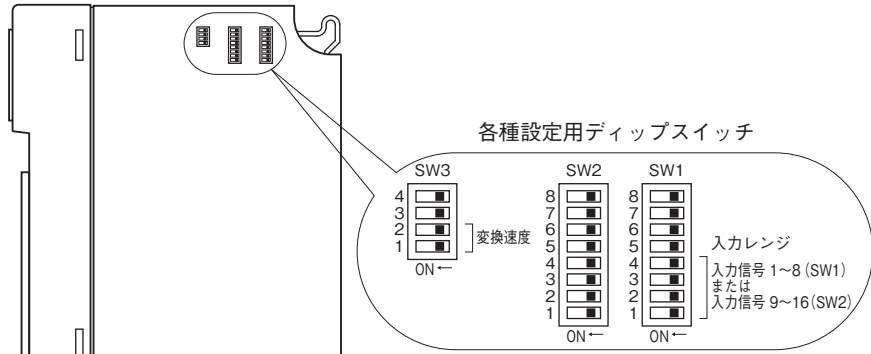 各種設定用ディップスイッチ
SW3
4
3
2
1
変換速度
ON←
SW2
8
7
6
5
4
3
2
1
ON←
SW1
8
7
6
5
4
3
2
1
ON←
入力レンジ
入力信号 1~8 (SW1)
または
入力信号 9~16(SW2)